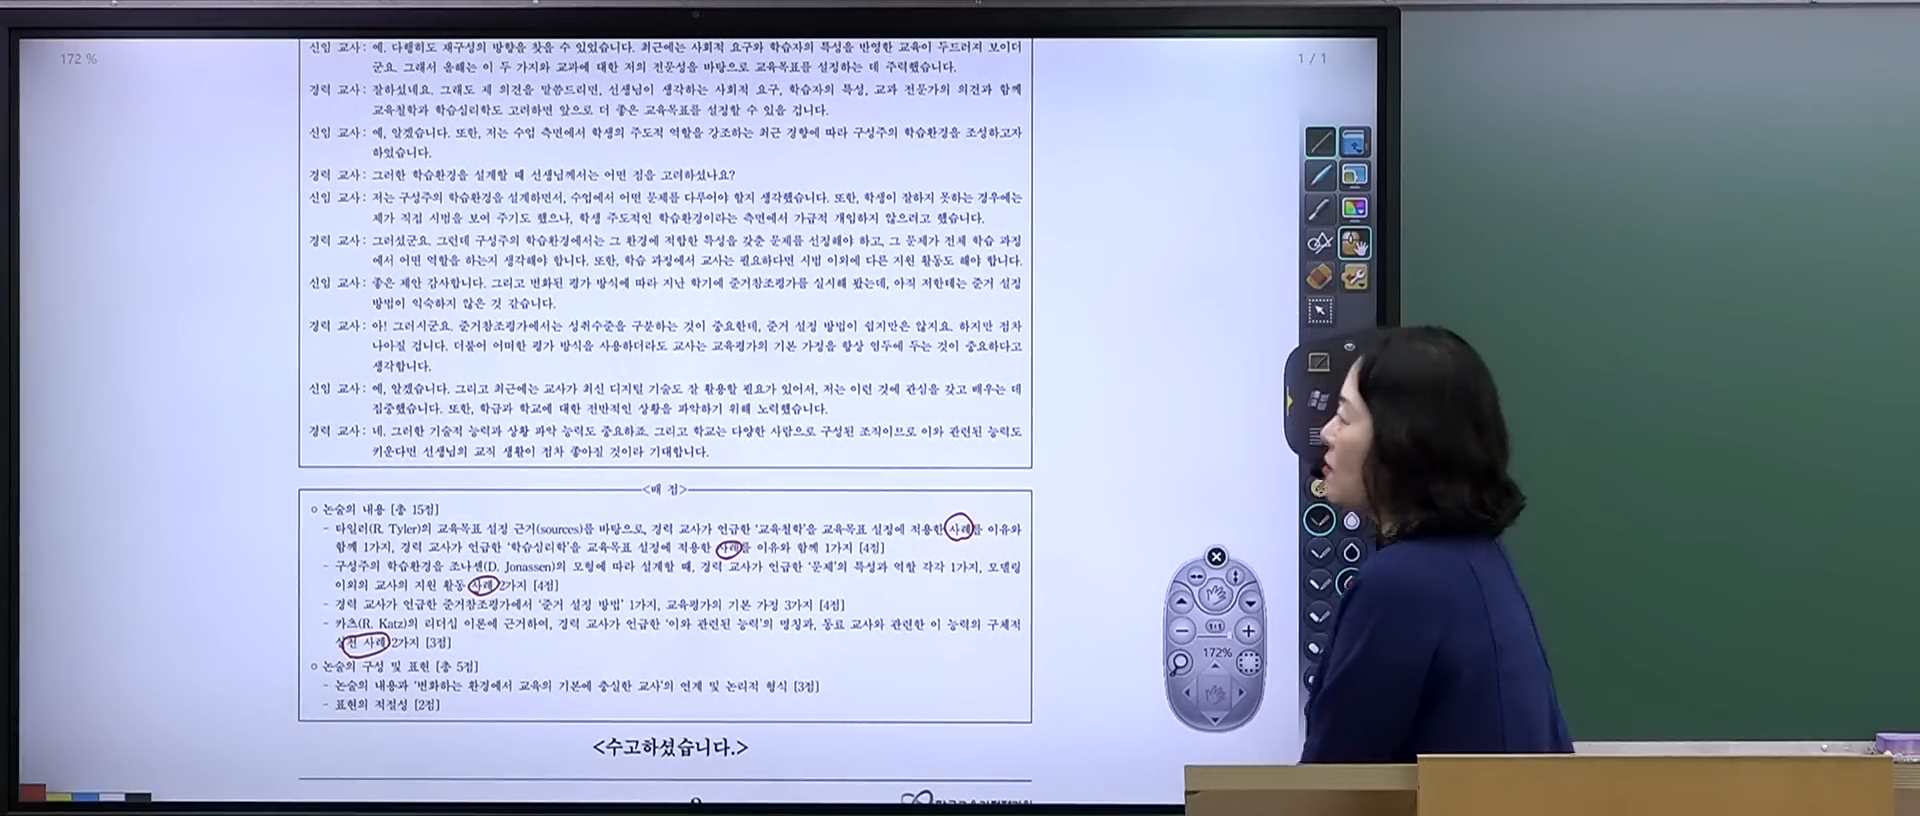 172 %
1 / 1
신임 교사: 예. 다행히도 재구성의 방향을 찾을 수 있었습니다. 최근에는 사회적 요구와 학습자의 특성을 반영한 교육이 두드러져 보이더
군요. 그래서 올해는 이 두 가지와 교과에 대한 저의 전문성을 바탕으로 교육목표를 설정하는 데 주력했습니다.
경력 교사: 잘하셨네요. 그래도 제 의견을 말씀드리면, 선생님이 생각하는 사회적 요구, 학습자의 특성, 교과 전문가의 의견과 함께
교육철학과 학습심리학도 고려하면 앞으로 더 좋은 교육목표를 설정할 수 있을 겁니다.
신임 교사: 예, 알겠습니다. 또한, 저는 수업 측면에서 학생의 주도적 역할을 강조하는 최근 경향에 따라 구성주의 학습환경을 조성하고자
하였습니다.
경력 교사: 그러한 학습환경을 설계할 때 선생님께서는 어떤 점을 고려하셨나요?
신임 교사: 저는 구성주의 학습환경을 설계하면서, 수업에서 어떤 문제를 다루어야 할지 생각했습니다. 또한, 학생이 잘하지 못하는 경우에는
제가 직접 시범을 보여 주기도 했으나, 학생 주도적인 학습환경이라는 측면에서 가급적 개입하지 않으려고 했습니다.
경력 교사: 그러셨군요. 그런데 구성주의 학습환경에서는 그 환경에 적합한 특성을 갖춘 문제를 선정해야 하고, 그 문제가 전체 학습 과정
에서 어떤 역할을 하는지 생각해야 합니다. 또한, 학습 과정에서 교사는 필요하다면 시범 이외에 다른 지원 활동도 해야 합니다.
신임 교사: 좋은 제안 감사합니다. 그리고 변화된 평가 방식에 따라 지난 학기에 준거참조평가를 실시해 봤는데, 아직 저한테는 준거 설정
방법이 익숙하지 않은 것 같습니다.
경력 교사: 아! 그러시군요. 준거참조평가에서는 성취수준을 구분하는 것이 중요한데, 준거 설정 방법이 쉽지만은 않지요. 하지만 점차
나아질 겁니다. 더불어 어떠한 평가 방식을 사용하더라도 교사는 교육평가의 기본 가정을 항상 염두에 두는 것이 중요하다고
생각합니다.
신임 교사: 예, 알겠습니다. 그리고 최근에는 교사가 최신 디지털 기술도 잘 활용할 필요가 있어서, 저는 이런 것에 관심을 갖고 배우는 데
집중했습니다. 또한, 학급과 학교에 대한 전반적인 상황을 파악하기 위해 노력했습니다.
경력 교사: 네. 그러한 기술적 능력과 상황 파악 능력도 중요하죠. 그리고 학교는 다양한 사람으로 구성된 조직이므로 이와 관련된 능력도
키운다면 선생님의 교직 생활이 점차 좋아질 것이라 기대합니다.
<배 점>
○ 논술의 내용 [총 15점]
- 타일러(R. Tyler)의 교육목표 설정 근거(sources)를 바탕으로, 경력 교사가 언급한 '교육철학'을 교육목표 설정에 적용한 사례를 이유와
함께 1가지, 경력 교사가 언급한 '학습심리학'을 교육목표 설정에 적용한 사례를 이유와 함께 1가지 [4점]
- 구성주의 학습환경을 조나센(D. Jonassen)의 모형에 따라 설계할 때, 경력 교사가 언급한 '문제'의 특성과 역할 각각 1가지, 모델링
이외의 교사의 지원 활동 사례 2가지 [4점]
- 경력 교사가 언급한 준거참조평가에서 '준거 설정 방법' 1가지, 교육평가의 기본 가정 3가지 [4점]
- 카츠(R. Katz)의 리더십 이론에 근거하여, 경력 교사가 언급한 '이와 관련된 능력'의 명칭과, 동료 교사와 관련한 이 능력의 구체적
실천 사례 2가지 [3점]
○ 논술의 구성 및 표현 [총 5점]
- 논술의 내용과 '변화하는 환경에서 교육의 기본에 충실한 교사'의 연계 및 논리적 형식 [3점]
- 표현의 적절성 [2점]
<수고하셨습니다.>
1:1
172%